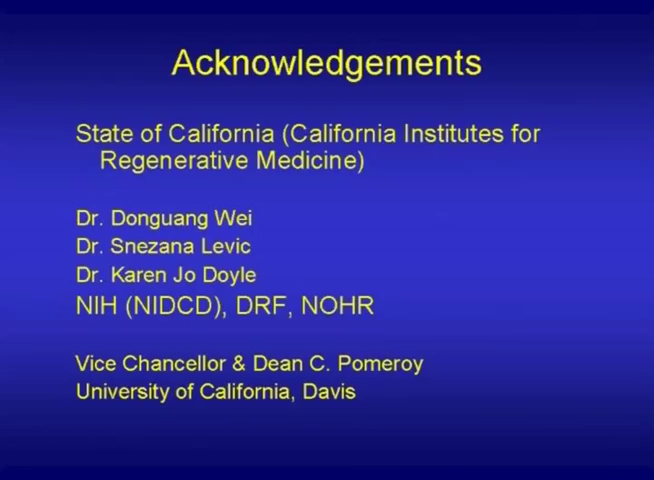 Acknowledgements
State of California (California Institutes for
Regenerative Medicine)
Dr. Donguang Wei
Dr. Snezana Levic
Dr. Karen Jo Doyle
NIH (NIDCD), DRF, NOHR
Vice Chancellor & Dean C. Pomeroy
University of California, Davis